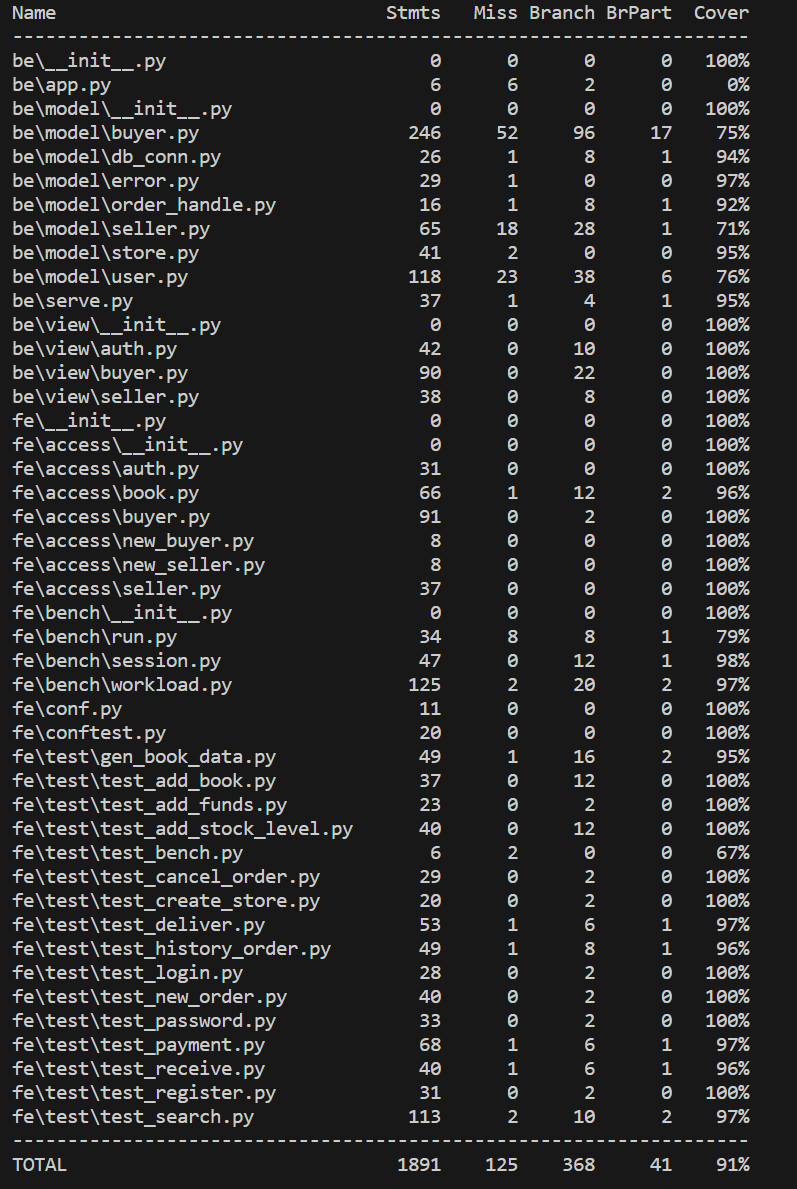 Name                              Stmts   Miss Branch BrPart  Cover
-------------------------------------------------------------------
be\__init__.py                        0      0      0      0   100%
be\app.py                             6      6      2      0     0%
be\model\__init__.py                  0      0      0      0   100%
be\model\buyer.py                   246     52     96     17    75%
be\model\db_conn.py                  26      1      8      1    94%
be\model\error.py                    29      1      0      0    97%
be\model\order_handle.py             16      1      8      1    92%
be\model\seller.py                   65     18     28      1    71%
be\model\store.py                    41      2      0      0    95%
be\model\user.py                    118     23     38      6    76%
be\serve.py                          37      1      4      1    95%
be\view\__init__.py                   0      0      0      0   100%
be\view\auth.py                      42      0     10      0   100%
be\view\buyer.py                     90      0     22      0   100%
be\view\seller.py                    38      0      8      0   100%
fe\__init__.py                        0      0      0      0   100%
fe\access\__init__.py                 0      0      0      0   100%
fe\access\auth.py                    31      0      0      0   100%
fe\access\book.py                    66      1     12      2    96%
fe\access\buyer.py                   91      0      2      0   100%
fe\access\new_buyer.py                8      0      0      0   100%
fe\access\new_seller.py               8      0      0      0   100%
fe\access\seller.py                  37      0      0      0   100%
fe\bench\__init__.py                  0      0      0      0   100%
fe\bench\run.py                      34      8      8      1    79%
fe\bench\session.py                  47      0     12      1    98%
fe\bench\workload.py                125      2     20      2    97%
fe\conf.py                           11      0      0      0   100%
fe\conftest.py                       20      0      0      0   100%
fe\test\gen_book_data.py             49      1     16      2    95%
fe\test\test_add_book.py             37      0     12      0   100%
fe\test\test_add_funds.py            23      0      2      0   100%
fe\test\test_add_stock_level.py      40      0     12      0   100%
fe\test\test_bench.py                 6      2      0      0    67%
fe\test\test_cancel_order.py         29      0      2      0   100%
fe\test\test_create_store.py         20      0      2      0   100%
fe\test\test_deliver.py              53      1      6      1    97%
fe\test\test_history_order.py        49      1      8      1    96%
fe\test\test_login.py                28      0      2      0   100%
fe\test\test_new_order.py            40      0      2      0   100%
fe\test\test_password.py             33      0      2      0   100%
fe\test\test_payment.py              68      1      6      1    97%
fe\test\test_receive.py              40      1      6      1    96%
fe\test\test_register.py             31      0      2      0   100%
fe\test\test_search.py              113      2     10      2    97%
-------------------------------------------------------------------
TOTAL                              1891    125    368     41    91%